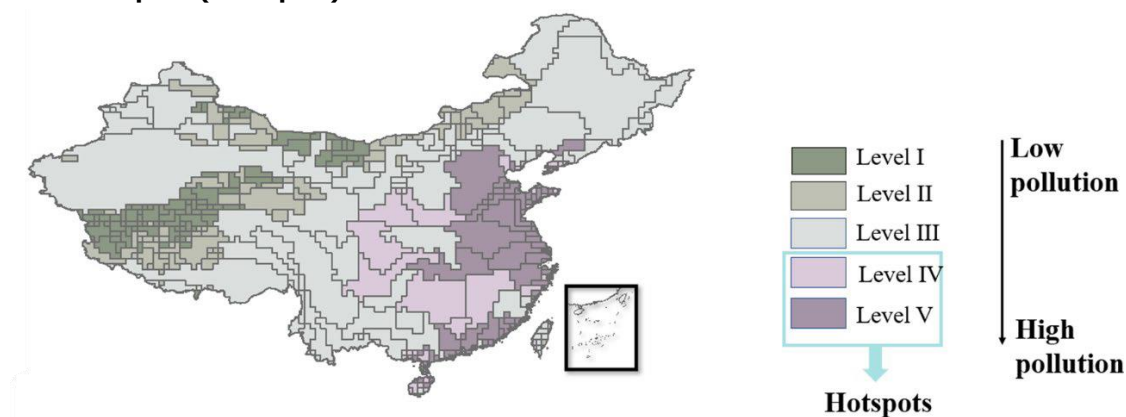 Level I
Level II
Level III
Level IV
Level V
Low
pollution
High
pollution
Hotspots